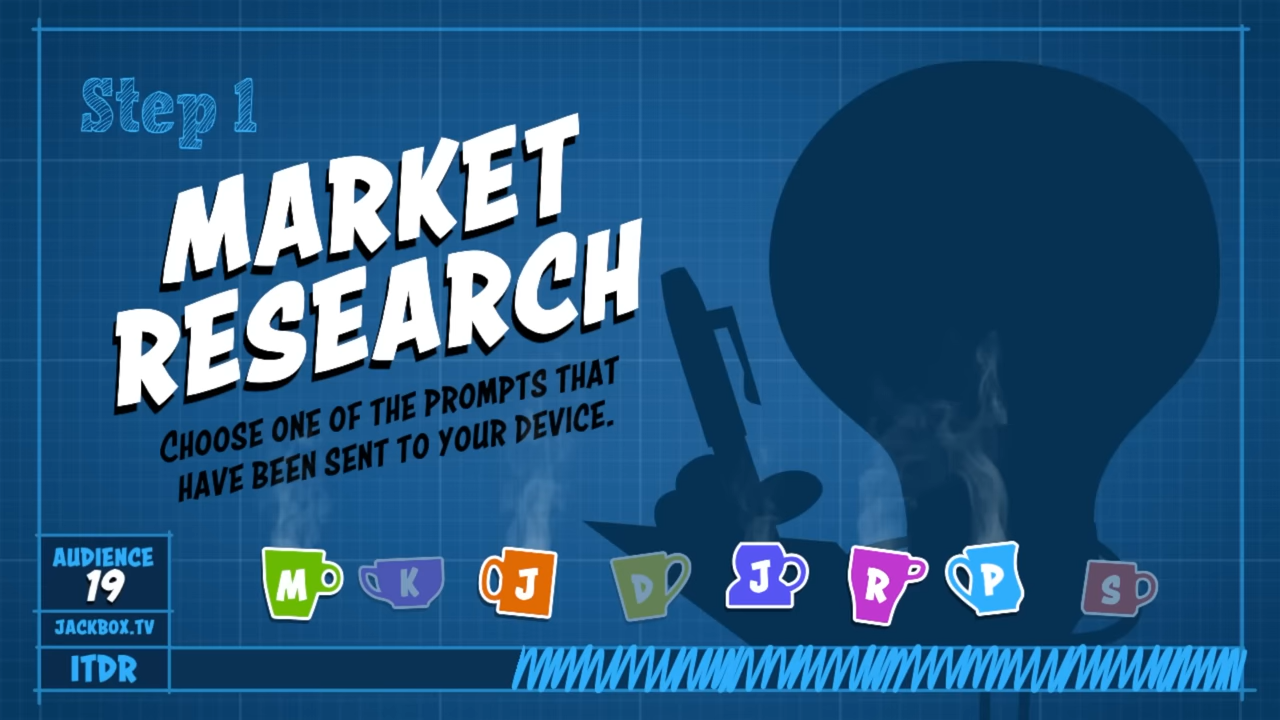 Step 1
MARKET
RESEARCH
CHOOSE ONE OF THE PROMPTS THAT
HAVE BEEN SENT TO YOUR DEVICE.
AUDIENCE
19
JACKBOX.TV
ITDR
M K J D J R P S